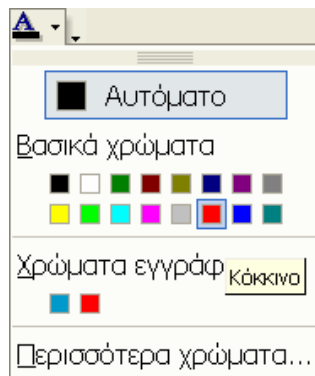 A
Αυτόματο
Βασικά χρώματα
Χρώματα εγγράφ
Κόκκινο
Περισσότερα χρώματα...